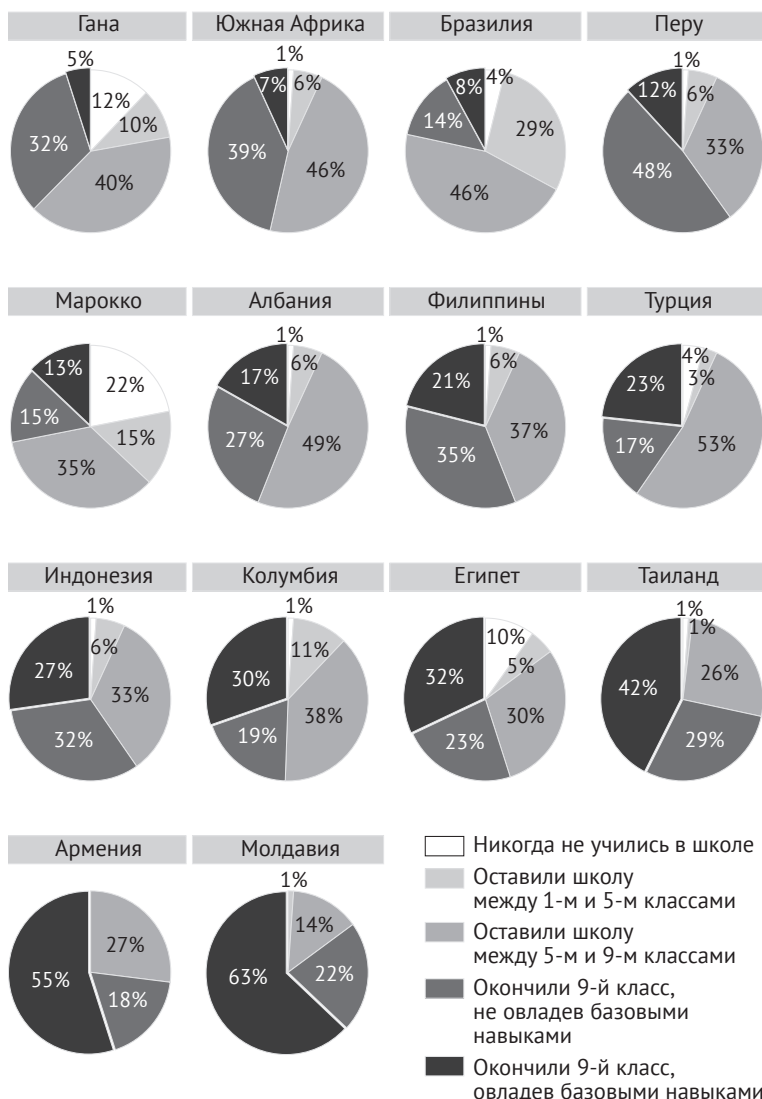 Гана Южная Африка Бразилия Перу
5% 12% 10% 40% 32%
1% 6% 46% 39% 7%
4% 29% 46% 14% 8%
1% 6% 33% 48% 12%
Марокко Албания Филиппины Турция
22% 15% 35% 15% 13%
1% 6% 49% 27% 17%
1% 6% 37% 35% 21%
4% 3% 53% 17% 23%
Индонезия Колумбия Египет Таиланд
1% 6% 33% 32% 27%
1% 11% 38% 19% 30%
10% 5% 30% 23% 32%
1% 1% 26% 29% 42%
Армения Молдавия
27% 18% 55%
1% 14% 22% 63%
Никогда не учились в школе
Оставили школу
между 1-м и 5-м классами
Оставили школу
между 5-м и 9-м классами
Окончили 9-й класс,
не овладев базовыми
навыками
Окончили 9-й класс,
овладев базовыми навыками